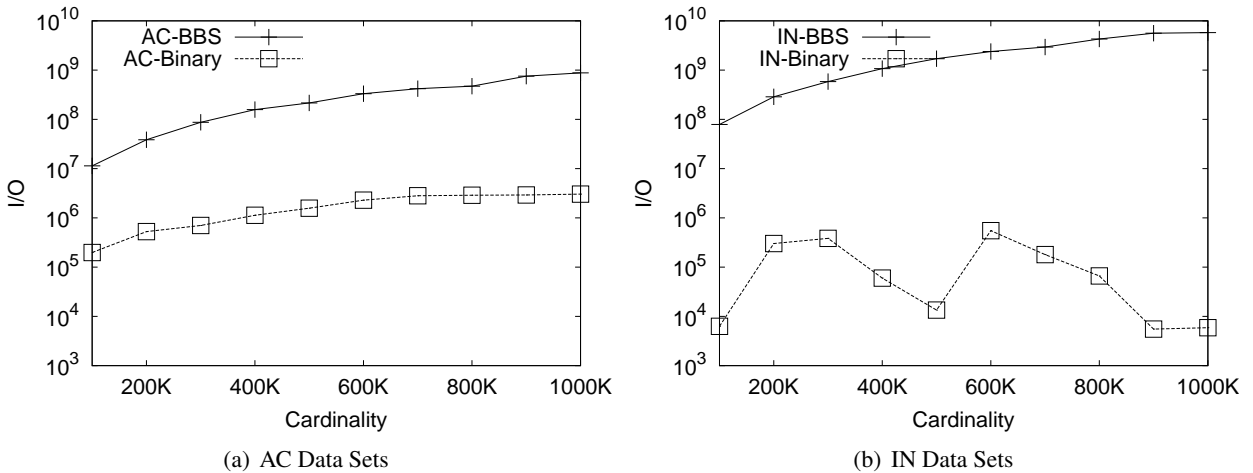 10^10
10^9
10^8
10^7
10^6
10^5
10^4
10^3
I/O
AC-BBS
AC-Binary
200K 400K 600K 800K 1000K
Cardinality
(a) AC Data Sets
10^10
10^9
10^8
10^7
10^6
10^5
10^4
10^3
I/O
IN-BBS
IN-Binary
200K 400K 600K 800K 1000K
Cardinality
(b) IN Data Sets